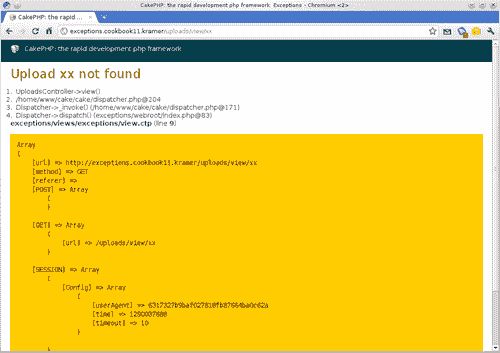 CakePHP: the rapid development php framework Exceptions - Chromium <2>
CakePHP: the rapid ...
exceptions.cookbook11.kramer/uploads/view/xx
CakePHP: the rapid development php framework
Upload xx not found
1. UploadsController->view()
2. /home/www/cake/cake/dispatcher.php@204
3. Dispatcher->_invoke() (/home/www/cake/cake/dispatcher.php@171)
4. Dispatcher->dispatch() (exceptions/webroot/index.php@83)
exceptions/views/exceptions/view.ctp (line 9)
Array
(
[url] => http://exceptions.cookbook11.kramer/uploads/view/xx
[method] => GET
[referer] =>
[POST] => Array
(
)
[GET] => Array
(
[url] => /uploads/view/xx
)
[SESSION] => Array
(
[Config] => Array
(
[userAgent] =>
[time] =>
[timeout] => 10
)
)